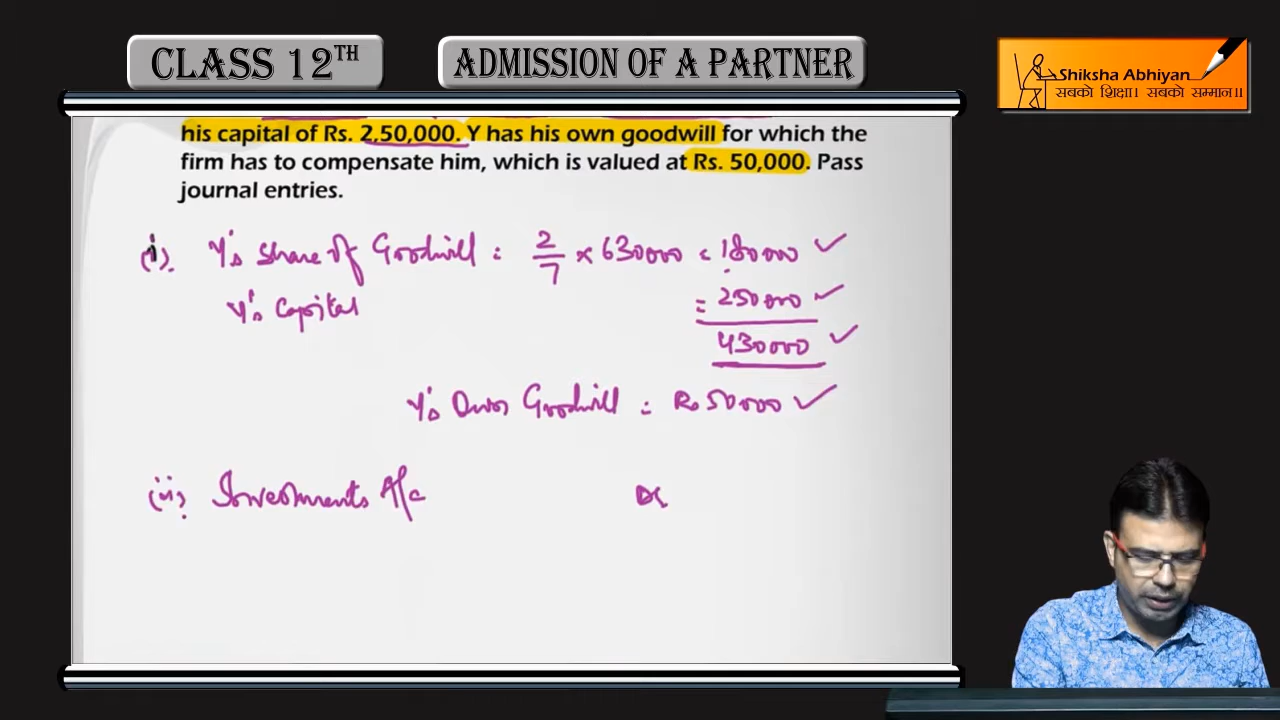 CLASS 12TH
ADMISSION OF A PARTNER
Shiksha Abhiyan
सबको शिक्षा। सबको सम्मान।।
his capital of Rs. 2,50,000. Y has his own goodwill for which the
firm has to compensate him, which is valued at Rs. 50,000. Pass
journal entries.
(i). Y's Share of Goodwill = 2/7 × 630000 = 180000 ✓
Y's Capital = 250000 ✓
430000 ✓
Y's Own Goodwill = Rs 50000 ✓
(ii) Investments A/c Dr